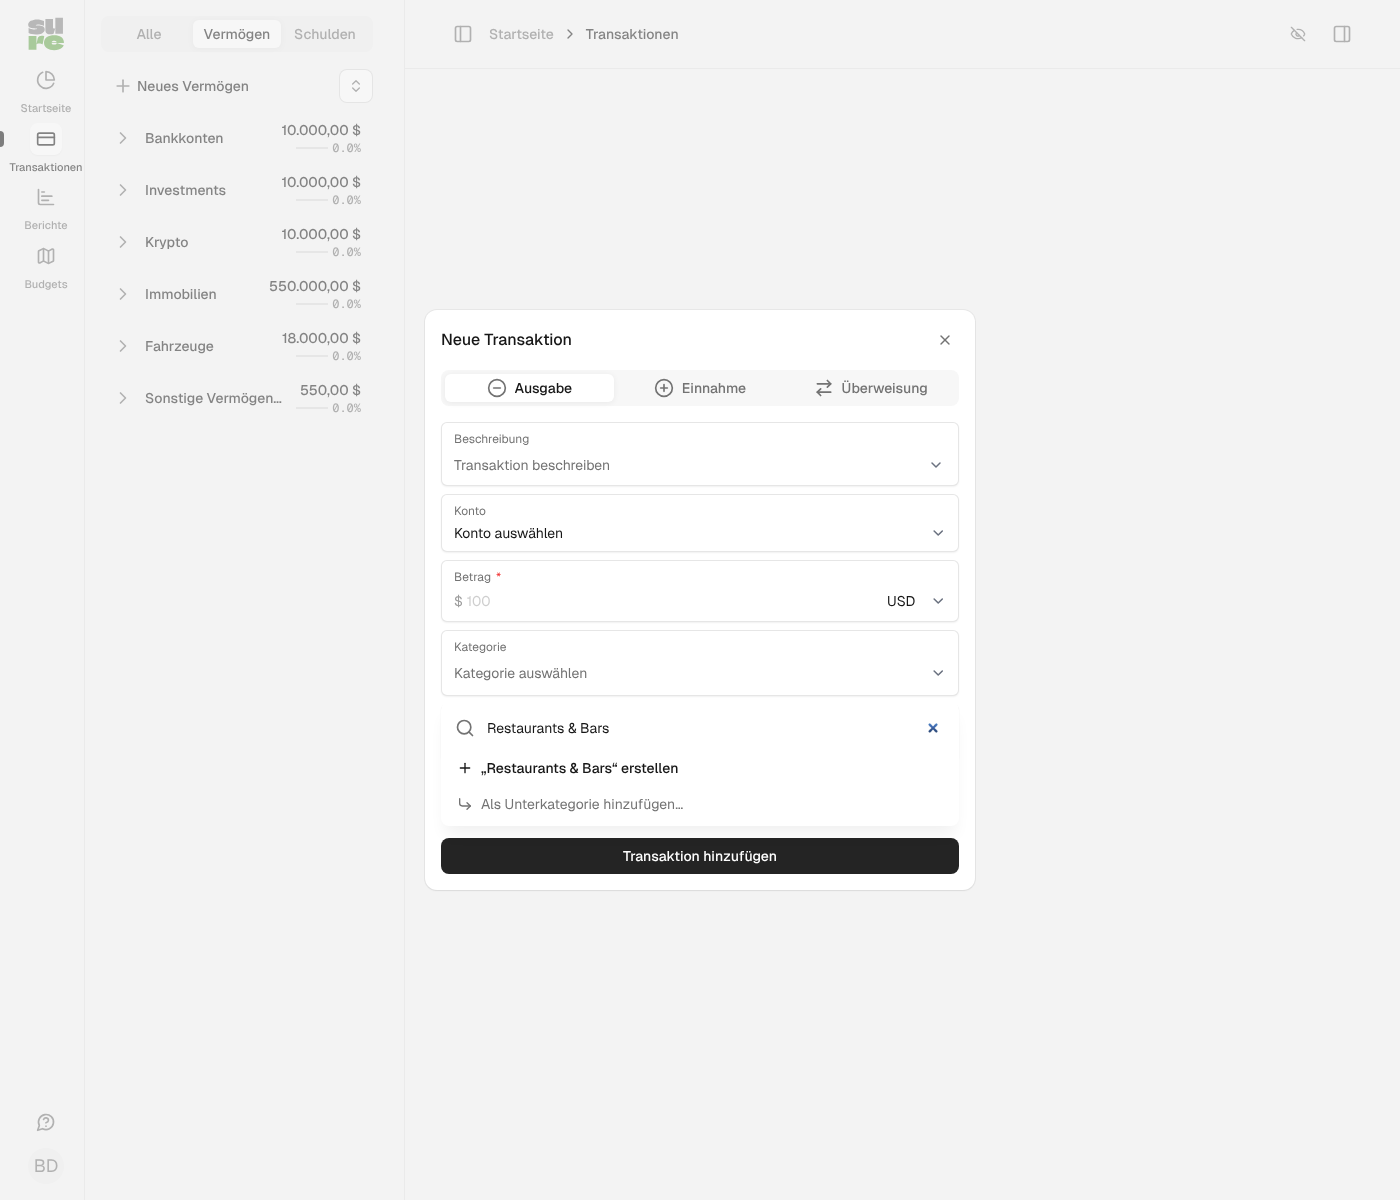 sure
Startseite
Transaktionen
Berichte
Budgets
BD
Alle
Vermögen
Schulden
Neues Vermögen
Bankkonten
10.000,00 $
0.0%
Investments
10.000,00 $
0.0%
Krypto
10.000,00 $
0.0%
Immobilien
550.000,00 $
0.0%
Fahrzeuge
18.000,00 $
0.0%
Sonstige Vermögen...
550,00 $
0.0%
Startseite > Transaktionen
Neue Transaktion
Ausgabe
Einnahme
Überweisung
Beschreibung
Transaktion beschreiben
Konto
Konto auswählen
Betrag *
$ 100
USD
Kategorie
Kategorie auswählen
Restaurants & Bars
„Restaurants & Bars“ erstellen
Als Unterkategorie hinzufügen...
Transaktion hinzufügen